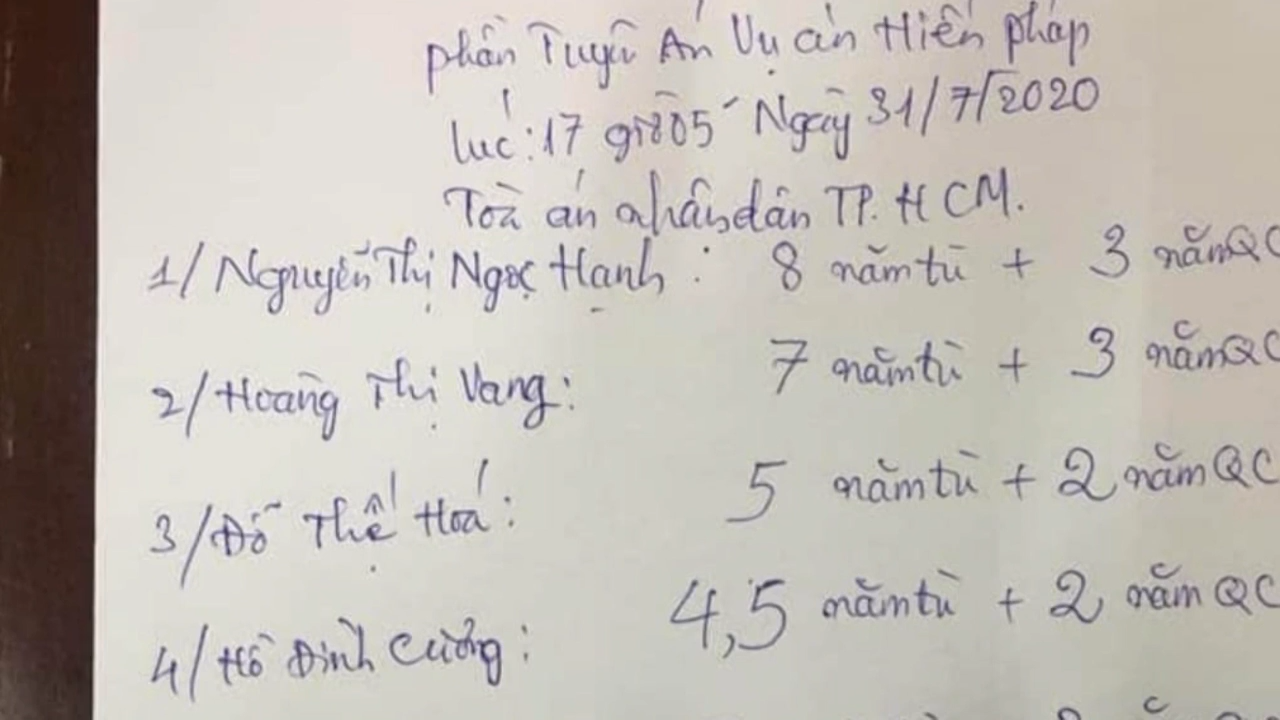 phần Tuyên Án Vụ án Hiến pháp
lúc: 17 giờ 05' Ngày 31/7/2020
Toà án nhân dân TP. HCM.
1/ Nguyễn Thị Ngọc Hạnh: 8 năm tù + 3 năm QC
2/ Hoàng Thị Vang: 7 năm tù + 3 năm QC
3/ Đỗ Thế Hoá: 5 năm tù + 2 năm QC
4/ Hồ Đình Cương: 4,5 năm tù + 2 năm QC